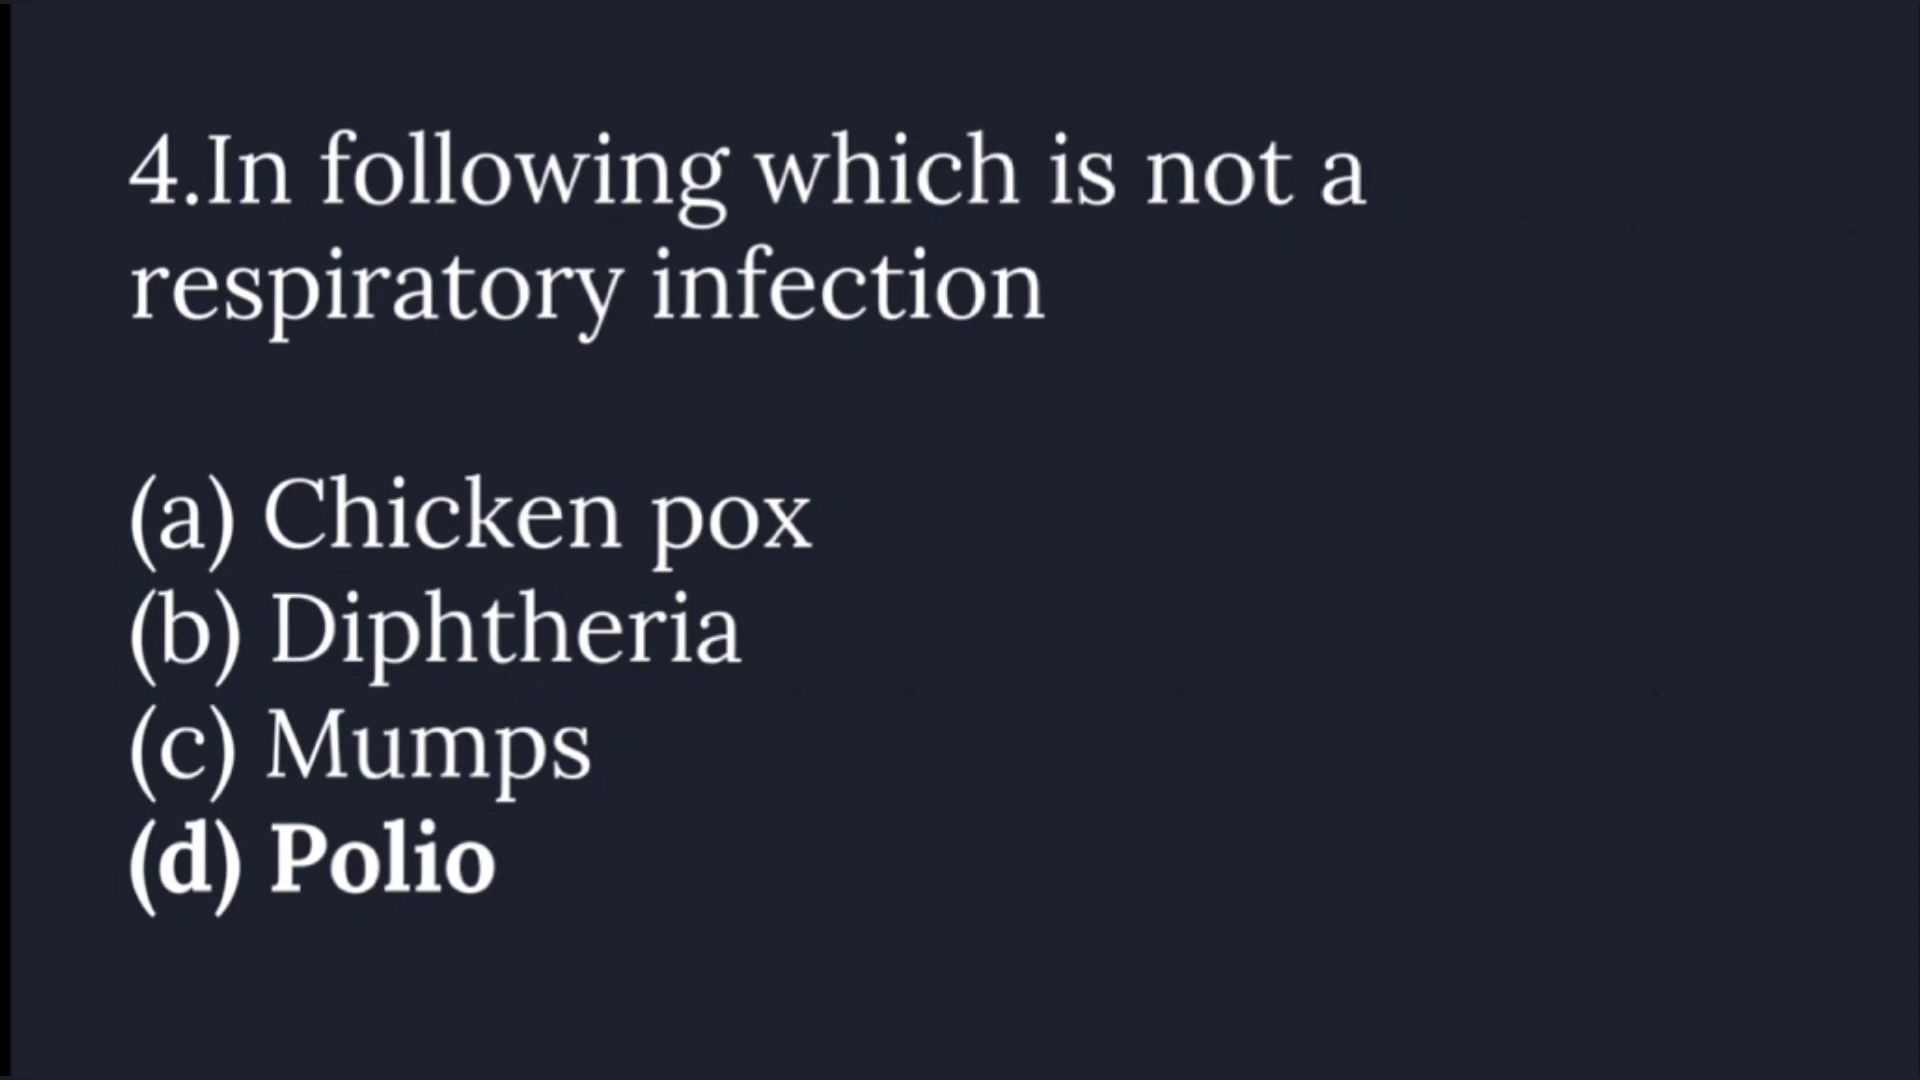 4.In following which is not a
respiratory infection
(a) Chicken pox
(b) Diphtheria
(c) Mumps
(d) Polio